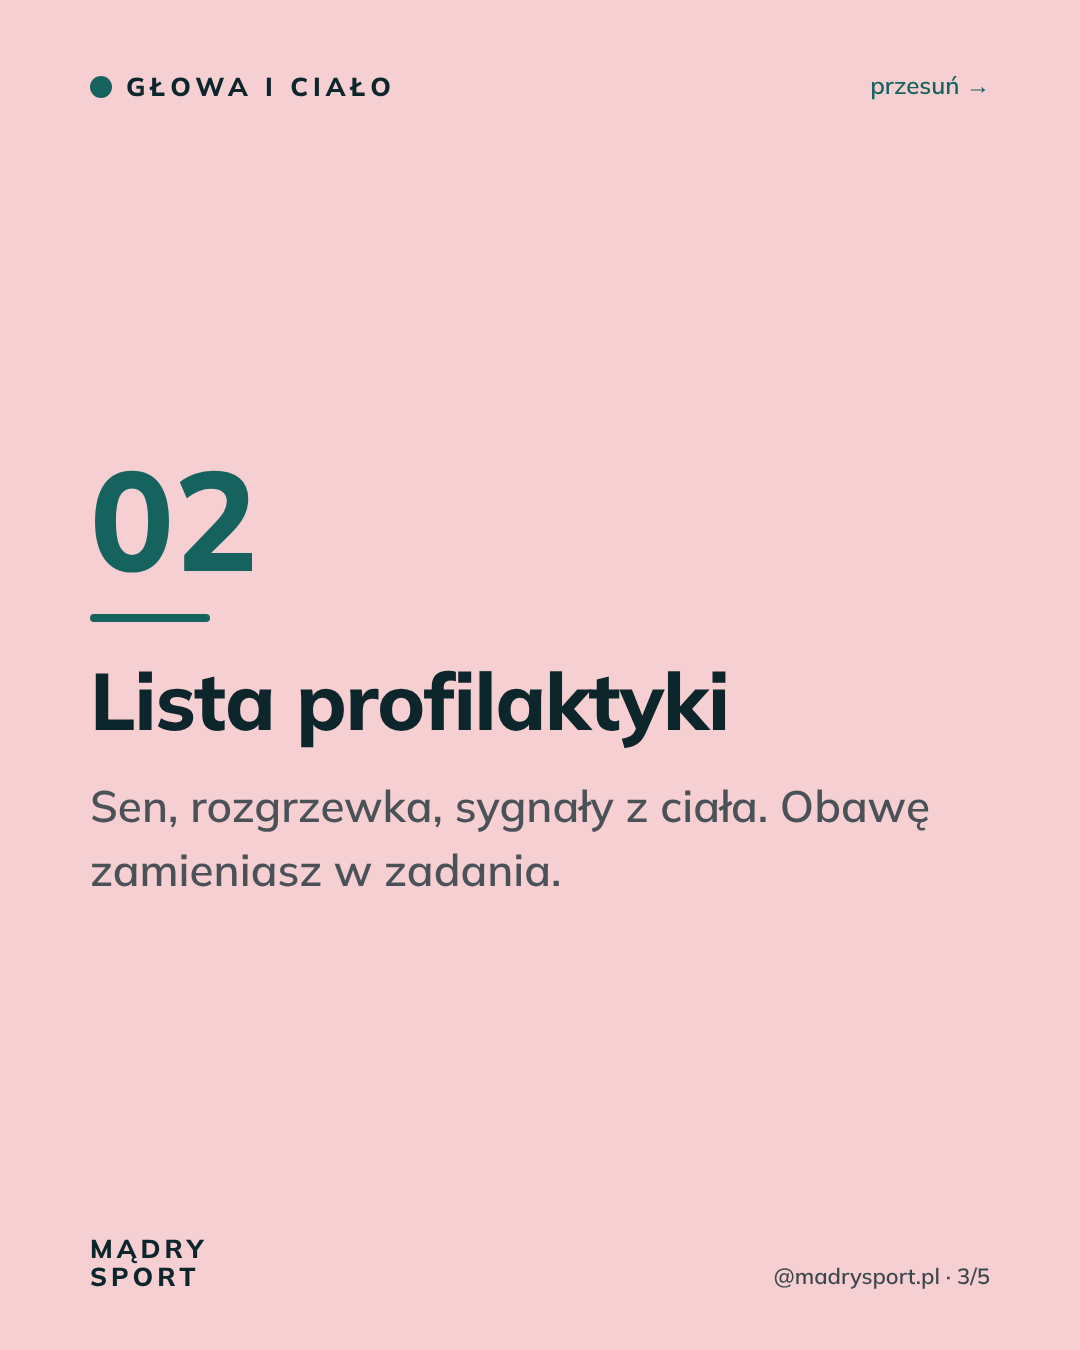 GŁOWA I CIAŁO
przesuń →
02
Lista profilaktyki
Sen, rozgrzewka, sygnały z ciała. Obawę
zamieniasz w zadania.
MĄDRY
SPORT
@madrysport.pl · 3/5